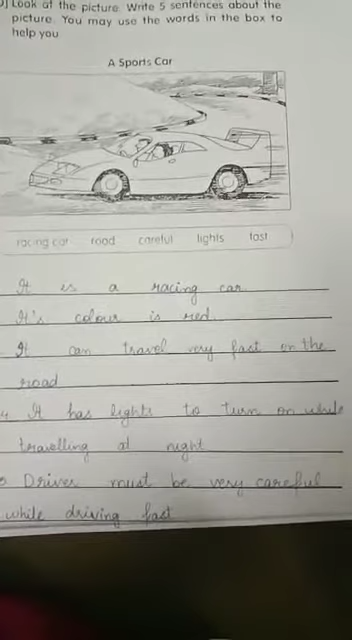 D] Look at the picture. Write 5 sentences about the
picture. You may use the words in the box to
help you
A Sports Car
racing car road careful lights fast
It is a racing car
It's colour is red.
It can travel very fast on the
road
4. It has lights to turn on while
travelling at night
5. Driver must be very careful
while driving fast